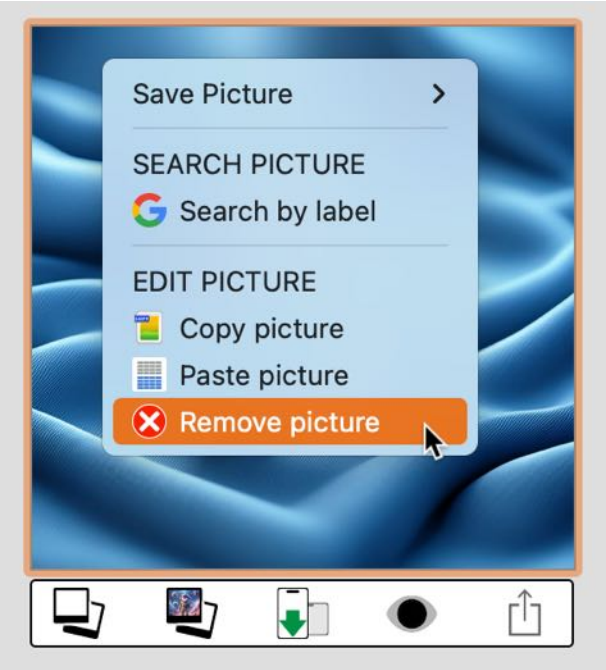 Save Picture
SEARCH PICTURE
Search by label
EDIT PICTURE
Copy picture
Paste picture
Remove picture